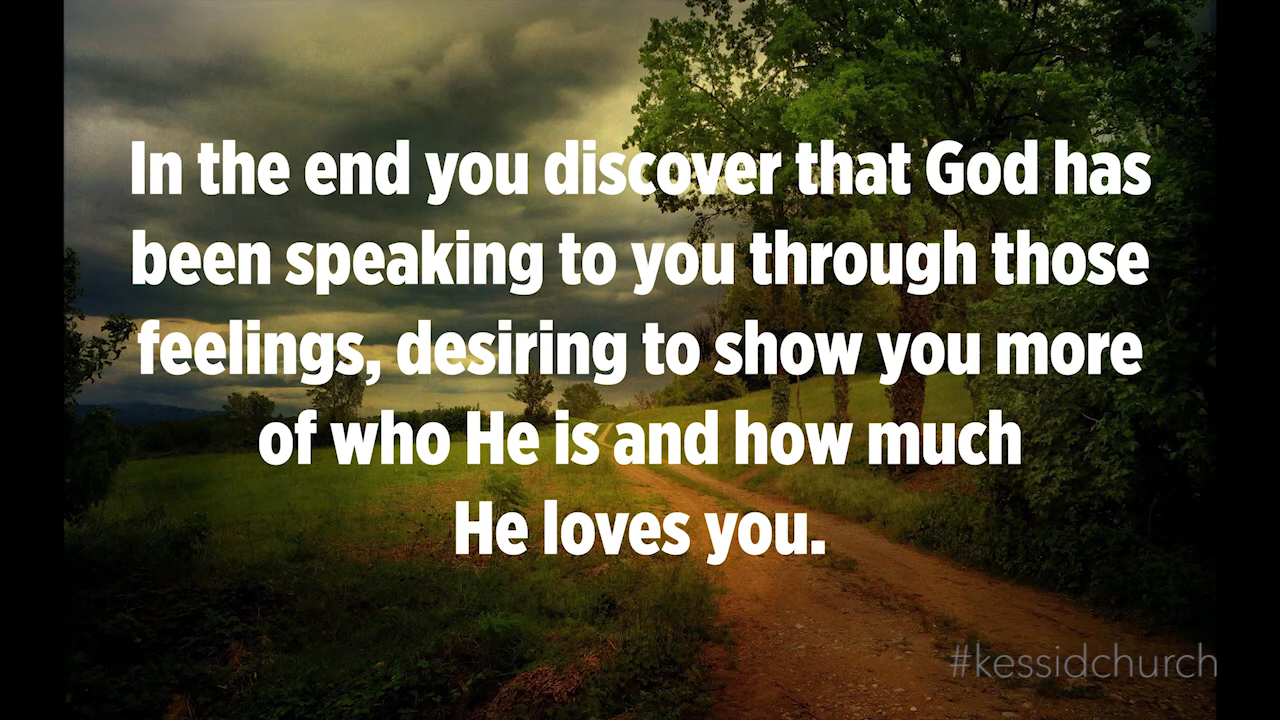 In the end you discover that God has
been speaking to you through those
feelings, desiring to show you more
of who He is and how much
He loves you.
#kessidchurch